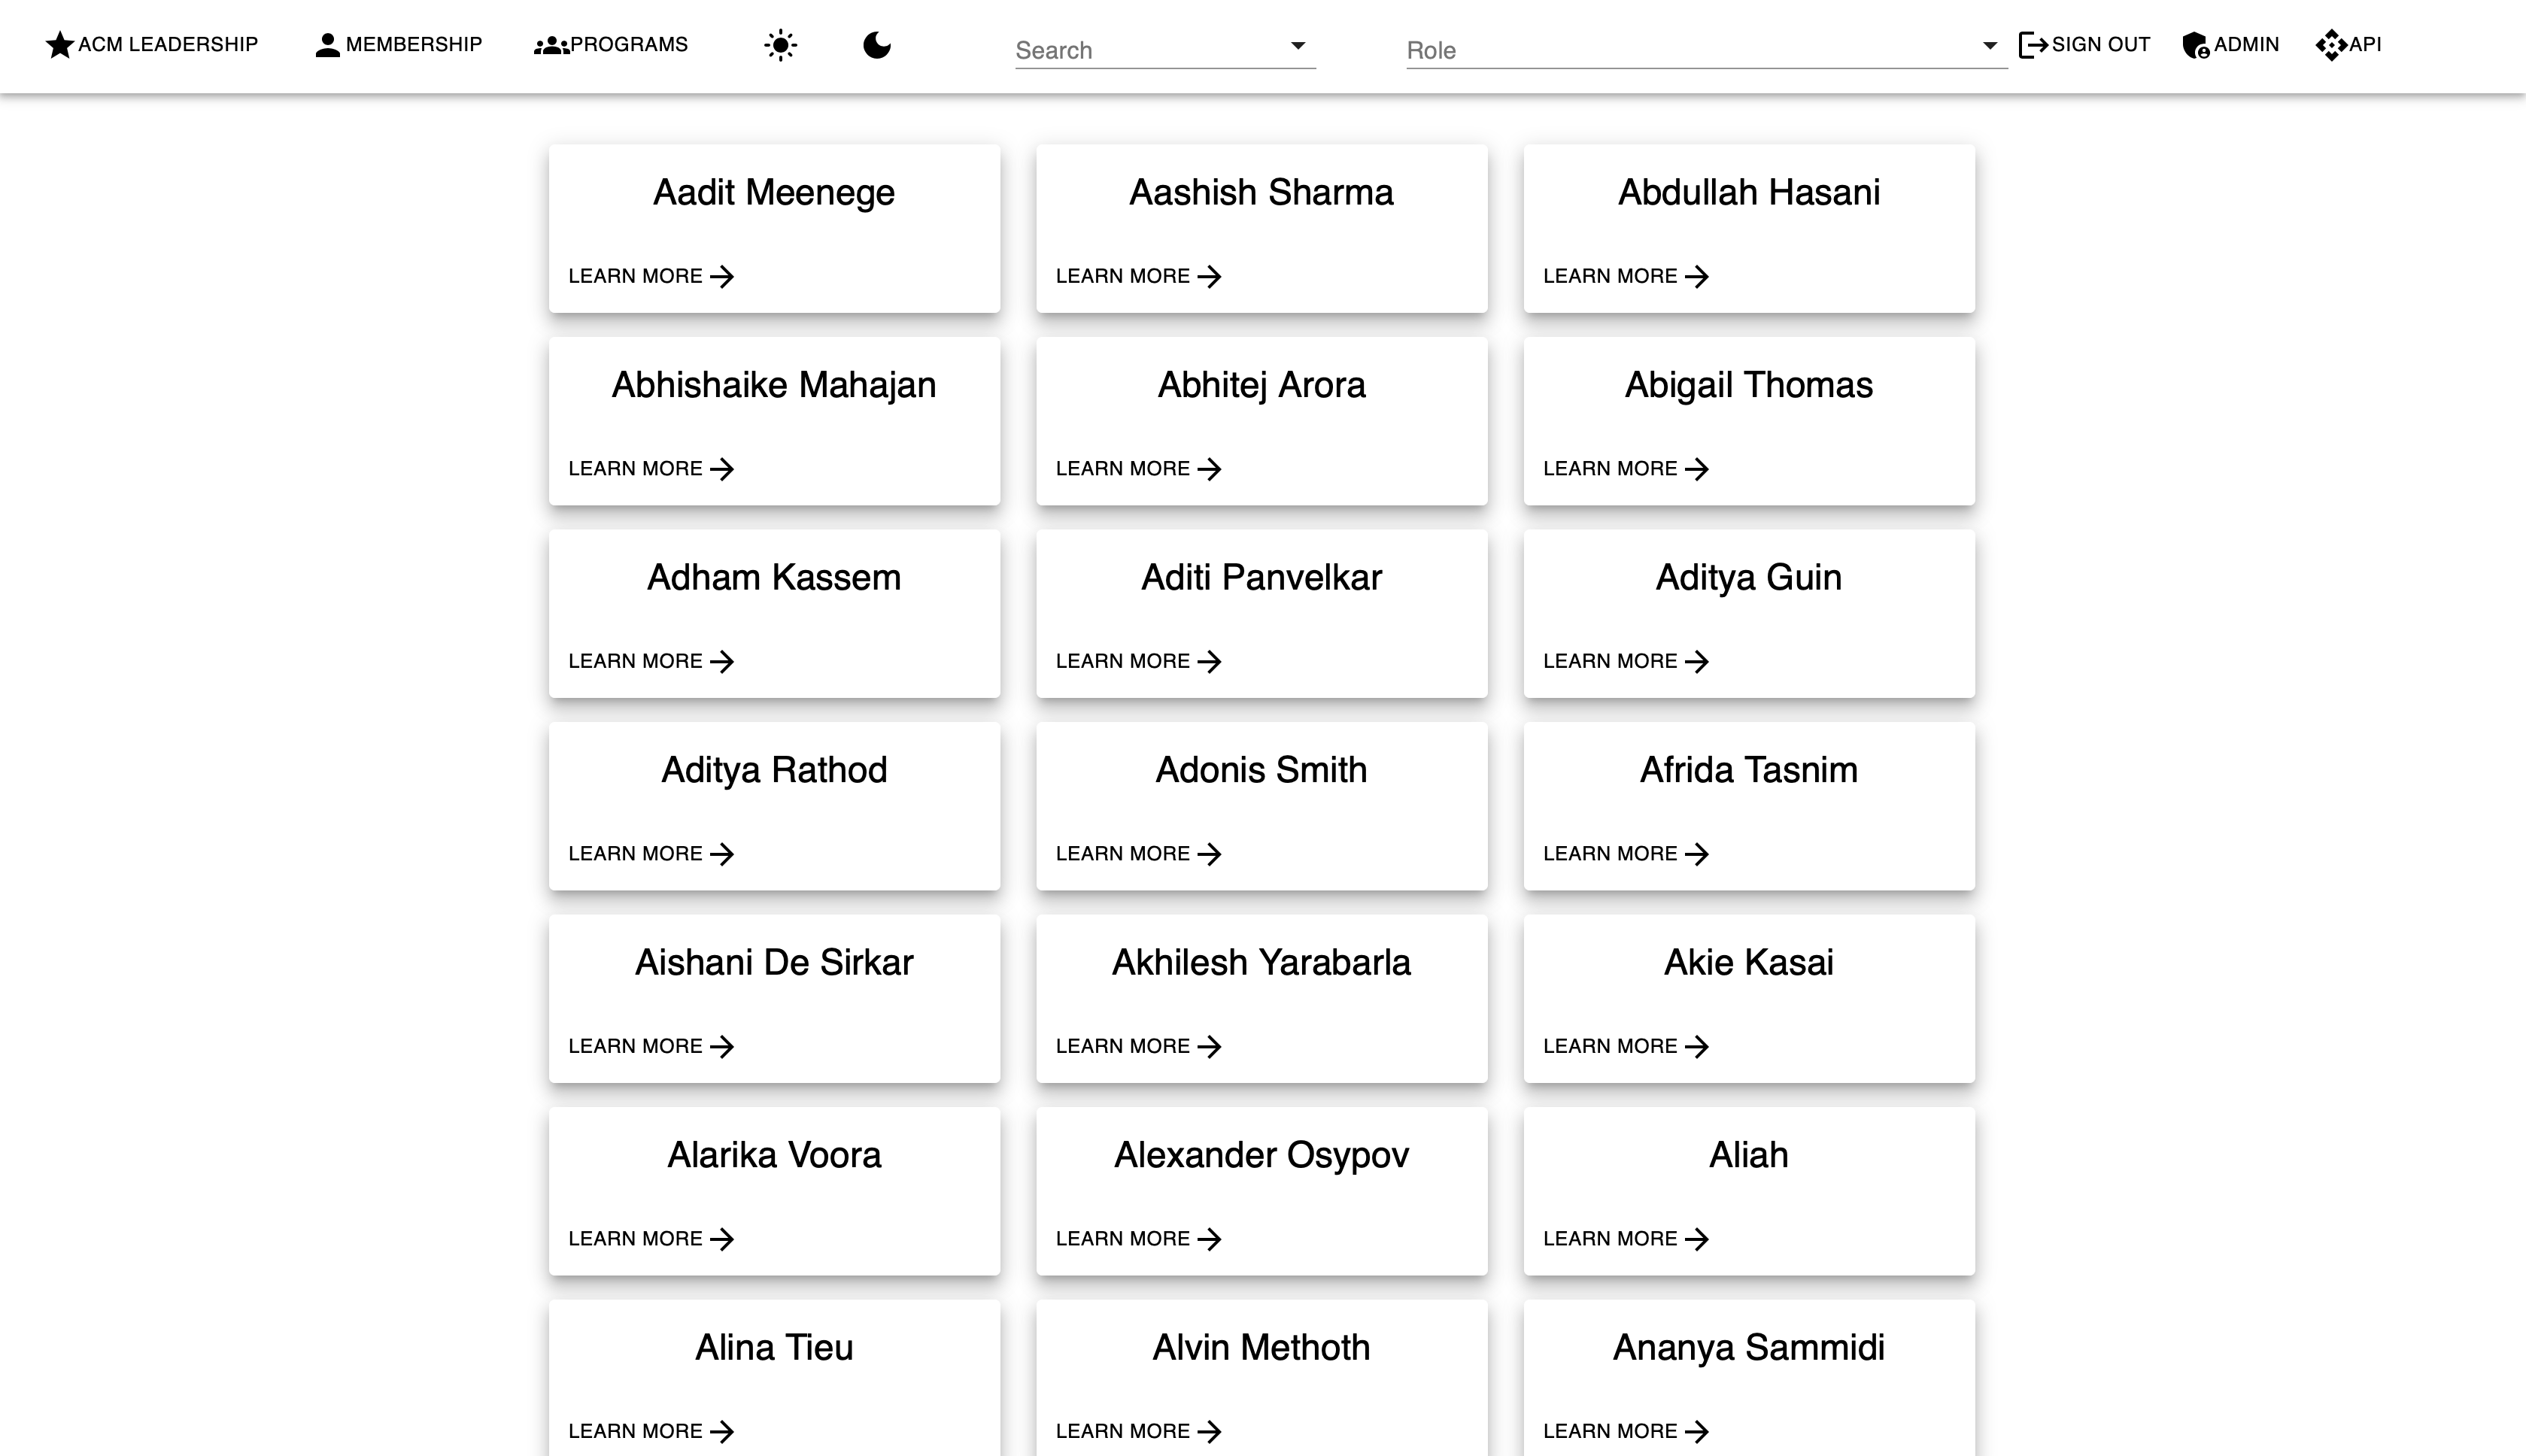 ACM LEADERSHIP MEMBERSHIP PROGRAMS Search Role SIGN OUT ADMIN API
Aadit Meenege Aashish Sharma Abdullah Hasani
LEARN MORE LEARN MORE LEARN MORE
Abhishaike Mahajan Abhitej Arora Abigail Thomas
LEARN MORE LEARN MORE LEARN MORE
Adham Kassem Aditi Panvelkar Aditya Guin
LEARN MORE LEARN MORE LEARN MORE
Aditya Rathod Adonis Smith Afrida Tasnim
LEARN MORE LEARN MORE LEARN MORE
Aishani De Sirkar Akhilesh Yarabarla Akie Kasai
LEARN MORE LEARN MORE LEARN MORE
Alarika Voora Alexander Osypov Aliah
LEARN MORE LEARN MORE LEARN MORE
Alina Tieu Alvin Methoth Ananya Sammidi
LEARN MORE LEARN MORE LEARN MORE